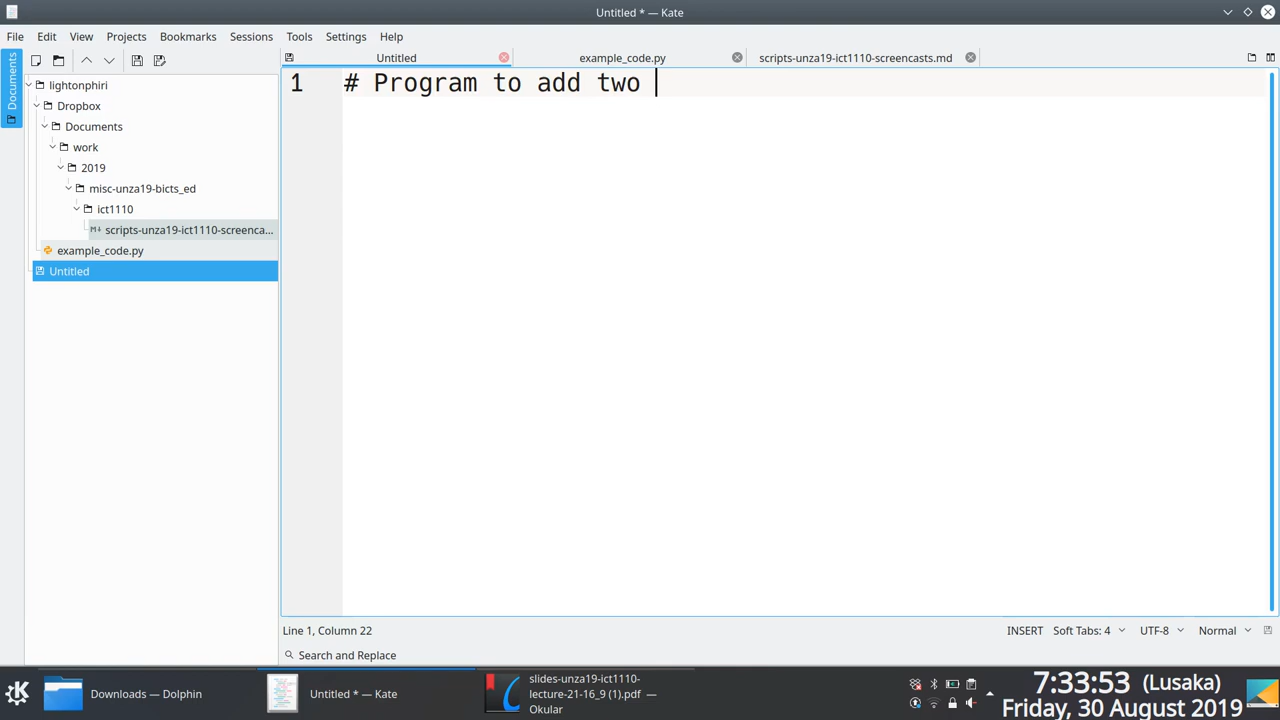 Untitled * — Kate
File Edit View Projects Bookmarks Sessions Tools Settings Help
Documents
Untitled example_code.py scripts-unza19-ict1110-screencasts.md
lightonphiri
Dropbox
Documents
work
2019
misc-unza19-bicts_ed
ict1110
scripts-unza19-ict1110-screenca...
example_code.py
Untitled
1 # Program to add two
Line 1, Column 22 INSERT Soft Tabs: 4 UTF-8 Normal
Search and Replace
Downloads — Dolphin
Untitled * — Kate
slides-unza19-ict1110-
lecture-21-16_9 (1).pdf —
Okular
7:33:53 (Lusaka)
Friday, 30 August 2019